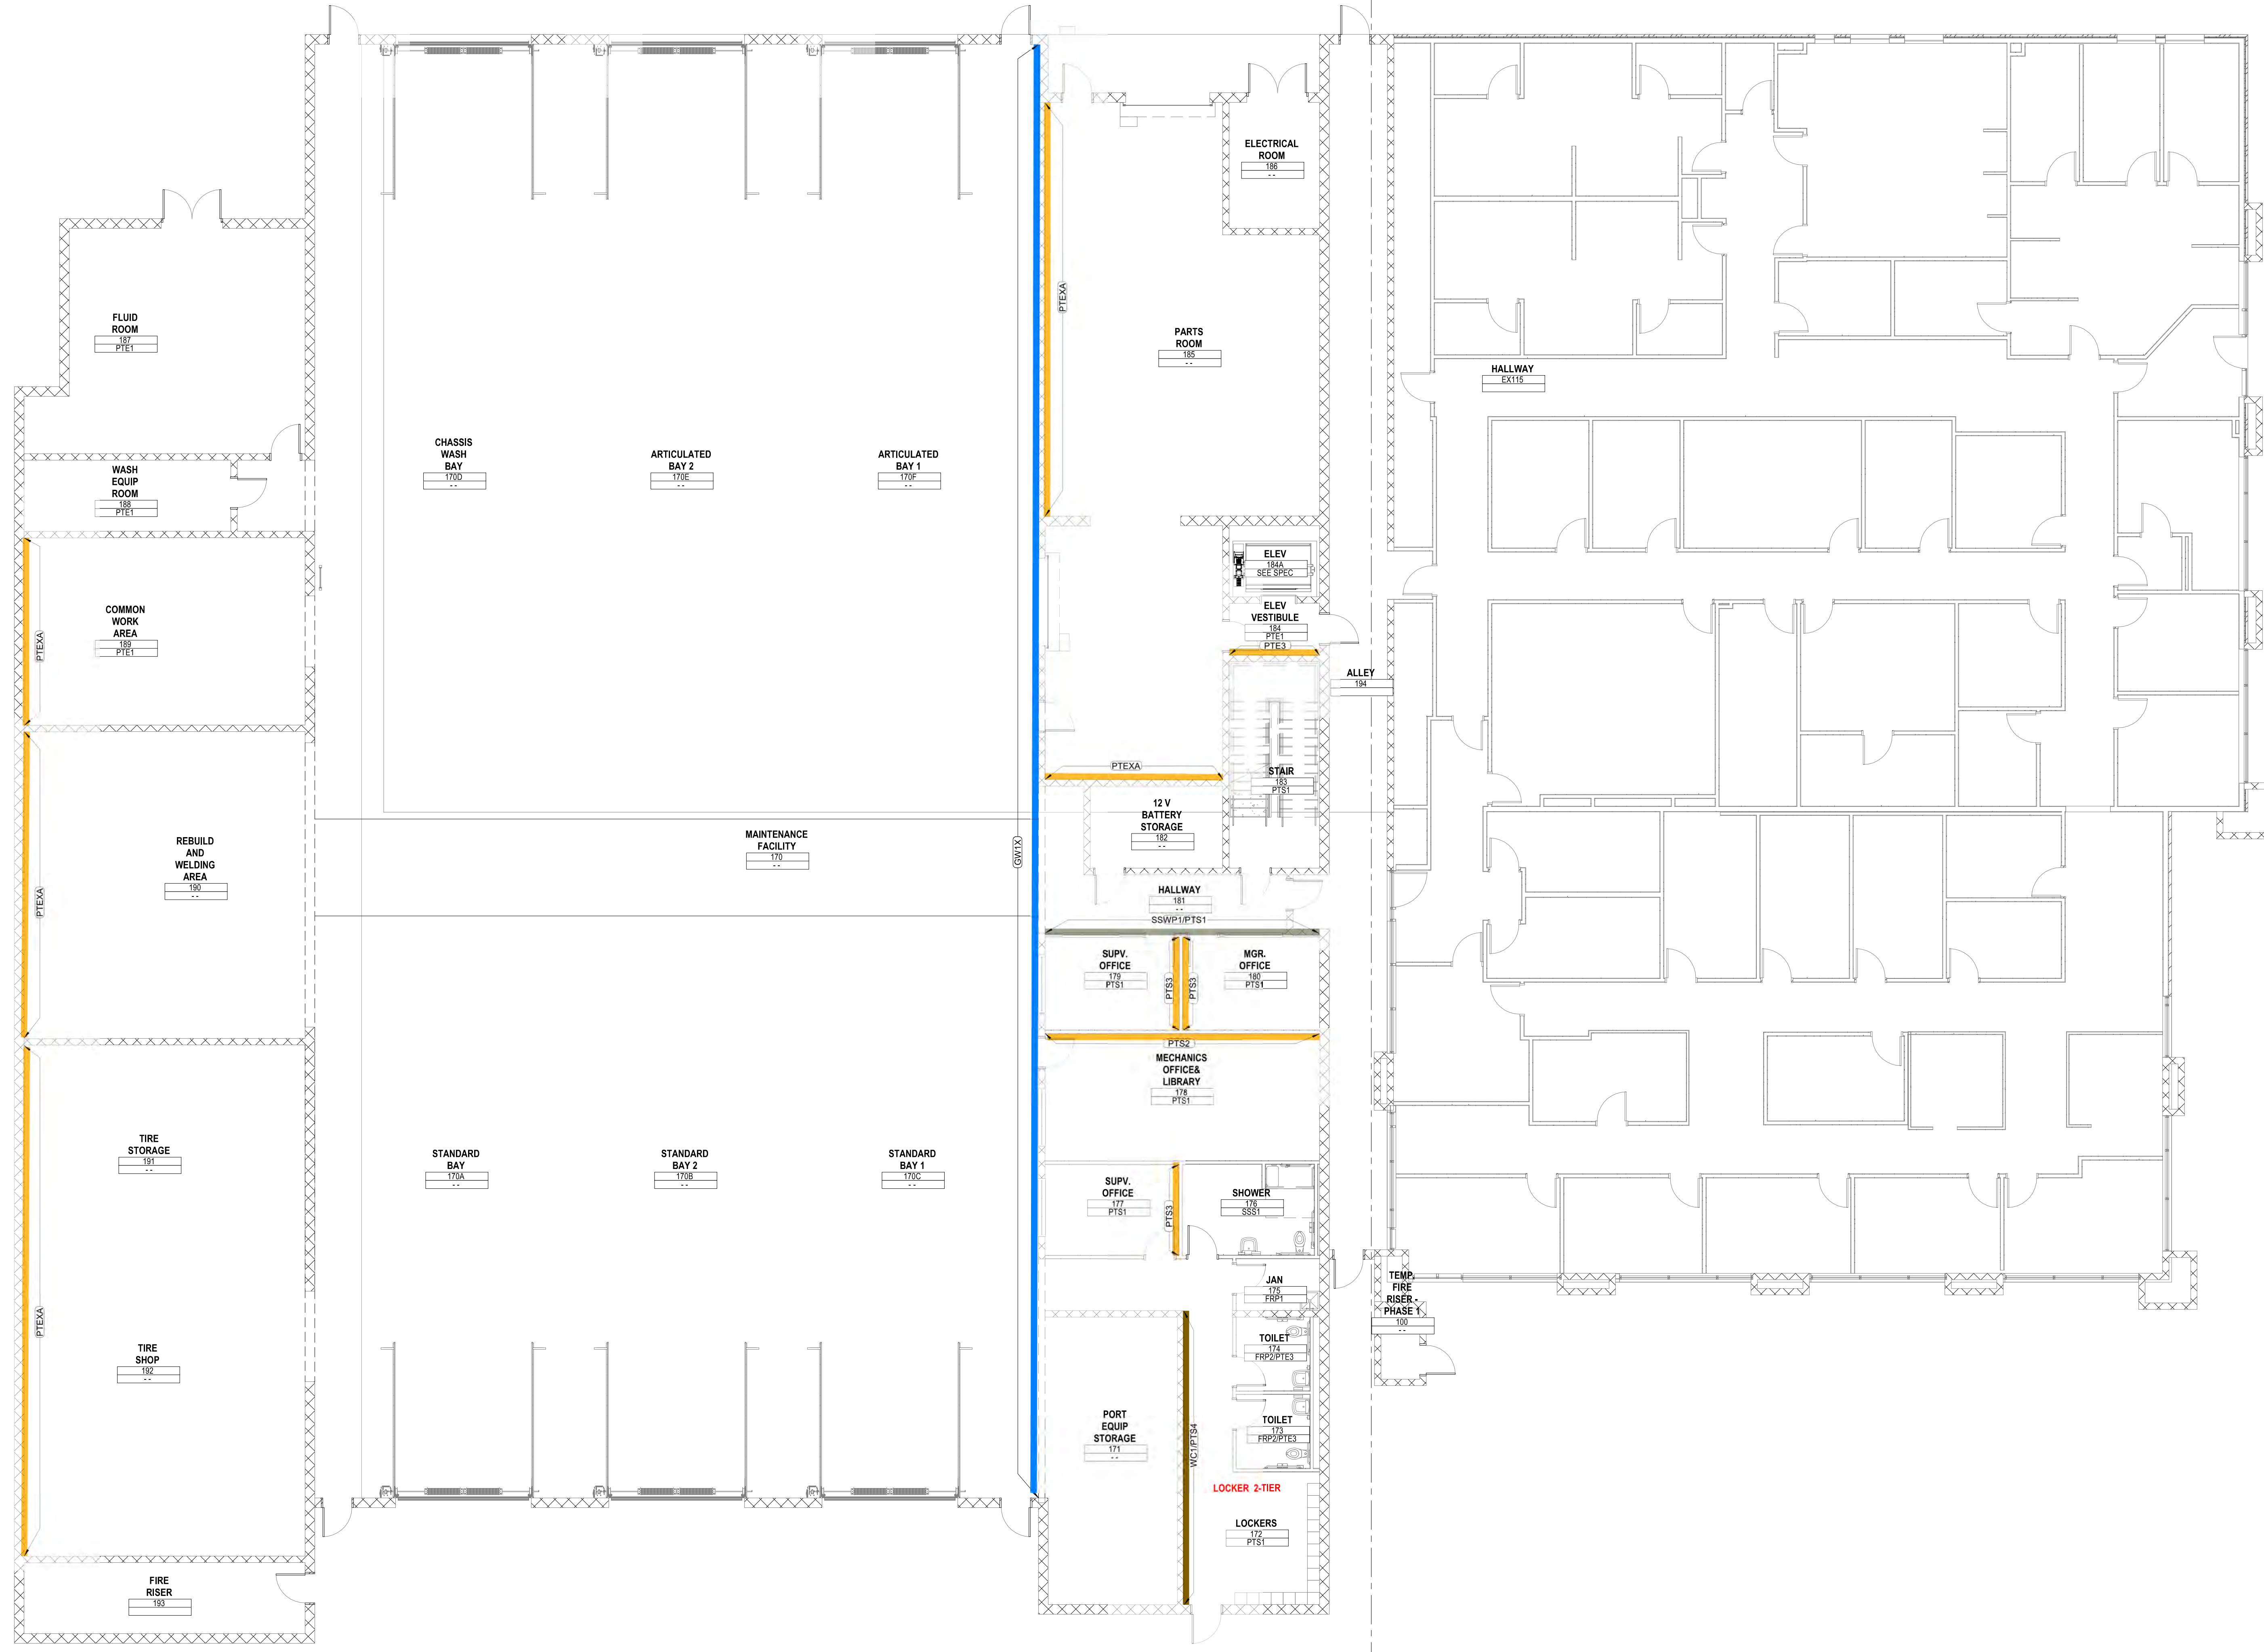 ELECTRICAL
ROOM
186
- -
FLUID
ROOM
187
PTE1
PTEXA
PARTS
ROOM
185
- -
HALLWAY
EX115
CHASSIS
WASH
BAY
170D
- -
ARTICULATED
BAY 2
170E
- -
ARTICULATED
BAY 1
170F
- -
WASH
EQUIP
ROOM
188
PTE1
ELEV
184A
SEE SPEC
COMMON
WORK
AREA
189
PTE1
PTEXA
ELEV
VESTIBULE
184
PTE1
PTE3
ALLEY
194
PTEXA
STAIR
183
PTS1
12 V
BATTERY
STORAGE
182
- -
REBUILD
AND
WELDING
AREA
190
- -
PTEXA
MAINTENANCE
FACILITY
170
- -
GW1X
HALLWAY
181
- -
SSWP1/PTS1
SUPV.
OFFICE
179
PTS1
PTS3
PTS3
MGR.
OFFICE
180
PTS1
PTS2
MECHANICS
OFFICE&
LIBRARY
178
PTS1
TIRE
STORAGE
191
- -
STANDARD
BAY
170A
- -
STANDARD
BAY 2
170B
- -
STANDARD
BAY 1
170C
- -
SUPV.
OFFICE
177
PTS1
PTS3
SHOWER
176
SSS1
JAN
175
FRP1
TEMP.
FIRE
RISER -
PHASE 1
100
- -
PTEXA
TIRE
SHOP
192
- -
TOILET
174
FRP2/PTE3
PORT
EQUIP
STORAGE
171
- -
WC1/PTS4
TOILET
173
FRP2/PTE3
LOCKER 2-TIER
LOCKERS
172
PTS1
FIRE
RISER
193